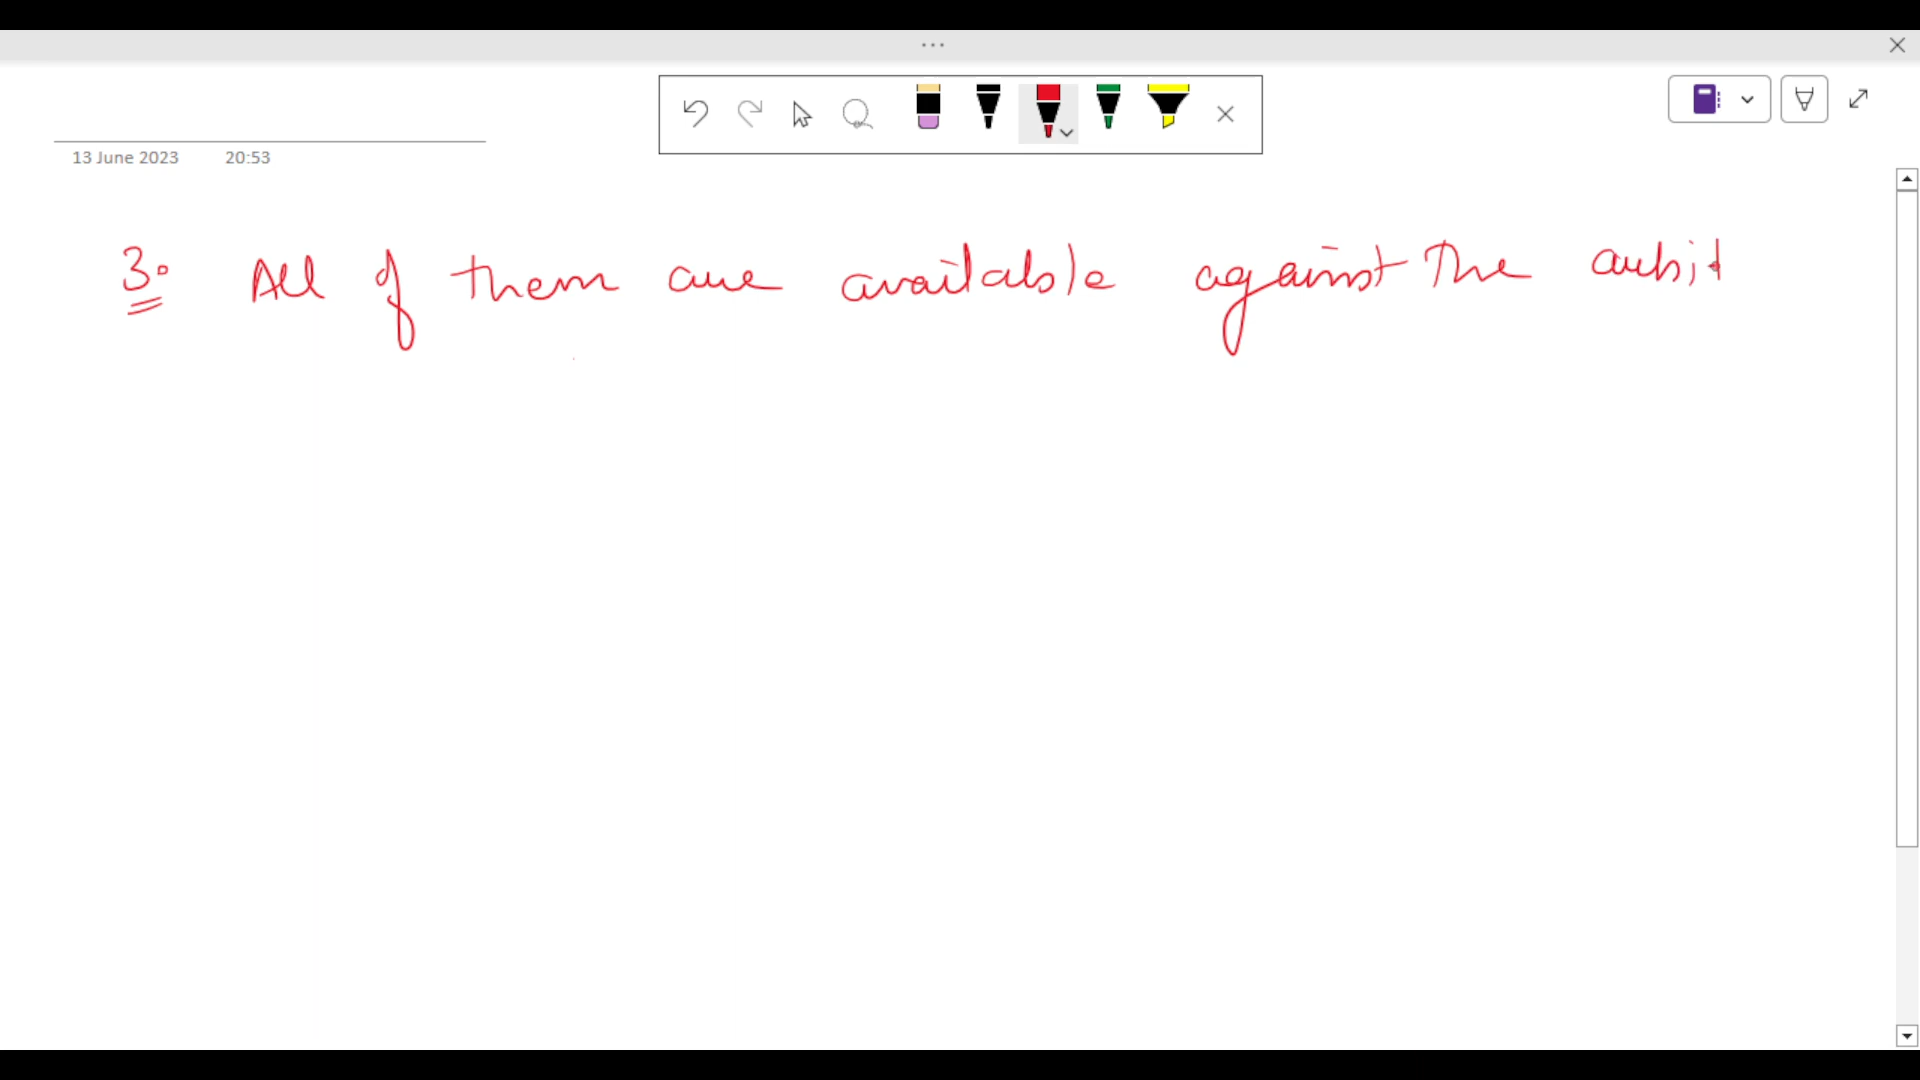 13 June 2023 20:53
3. All of them are available against the arbit